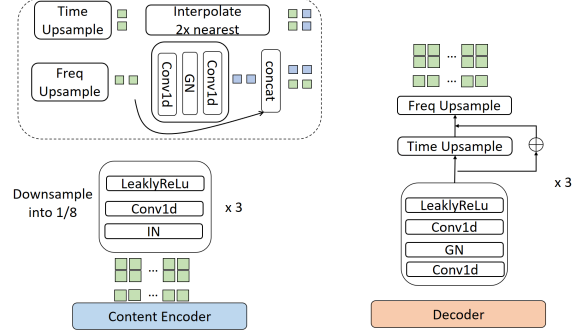 Time
Upsample
Interpolate
2x nearest
Freq
Upsample
Conv1d
GN
Conv1d
concat
Downsample
into 1/8
LeaklyReLu
Conv1d
IN
x 3
...
...
Content Encoder
...
...
Freq Upsample
Time Upsample
x 3
LeaklyReLu
Conv1d
GN
Conv1d
Decoder